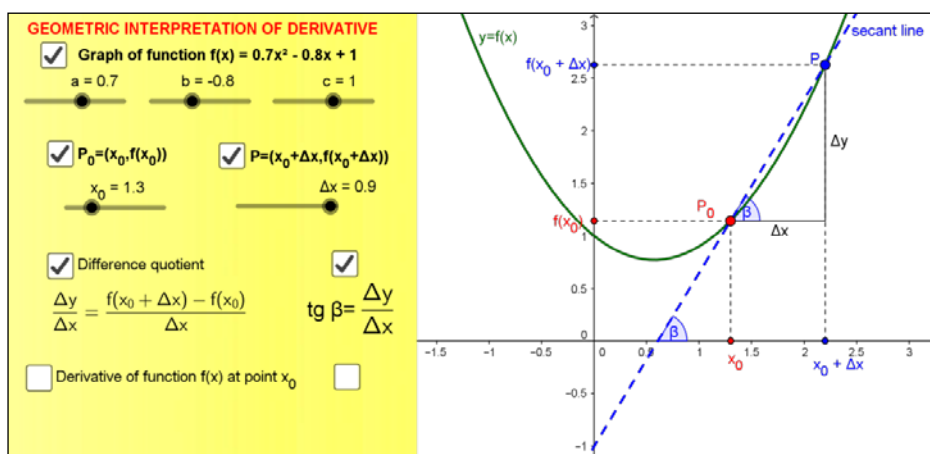 GEOMETRIC INTERPRETATION OF DERIVATIVE
Graph of function f(x) = 0.7x² - 0.8x + 1
a = 0.7 b = -0.8 c = 1
P₀=(x₀,f(x₀)) P=(x₀+Δx,f(x₀+Δx))
x₀ = 1.3 Δx = 0.9
Difference quotient
Δy/Δx = (f(x₀ + Δx) − f(x₀))/Δx
tg β= Δy/Δx
Derivative of function f(x) at point x₀
y=f(x)
secant line
P
f(x₀ + Δx)
Δy
P₀
β
f(x₀)
Δx
β
x₀
x₀ + Δx
3
2.5
2
1.5
1
0.5
0
−0.5
−1
−1.5 −1 −0.5 0 0.5 1 1.5 2 2.5 3